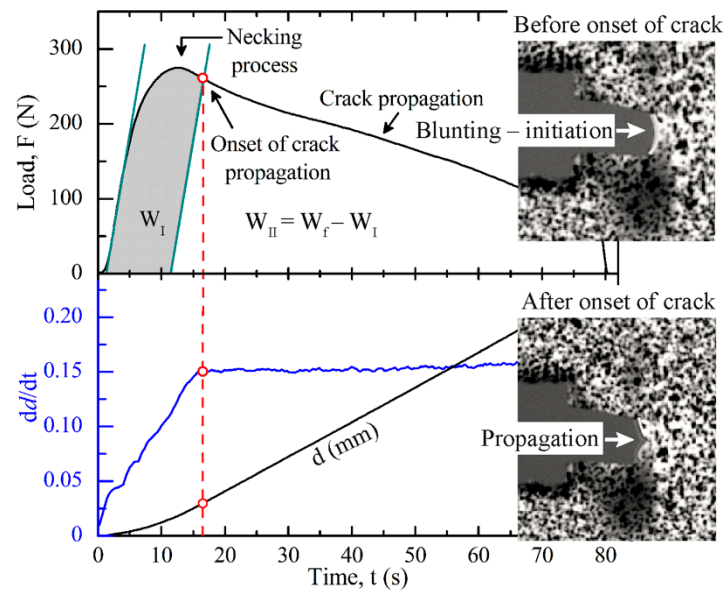 Before onset of crack
300
200
100
0
Load, F (N)
Necking
process
Crack propagation
Onset of crack
propagation
W_I
W_II = W_f – W_I
Blunting – initiation
After onset of crack
0.20
0.15
0.10
0.05
0
dd/dt
d (mm)
Propagation
0 10 20 30 40 50 60 70 80
Time, t (s)